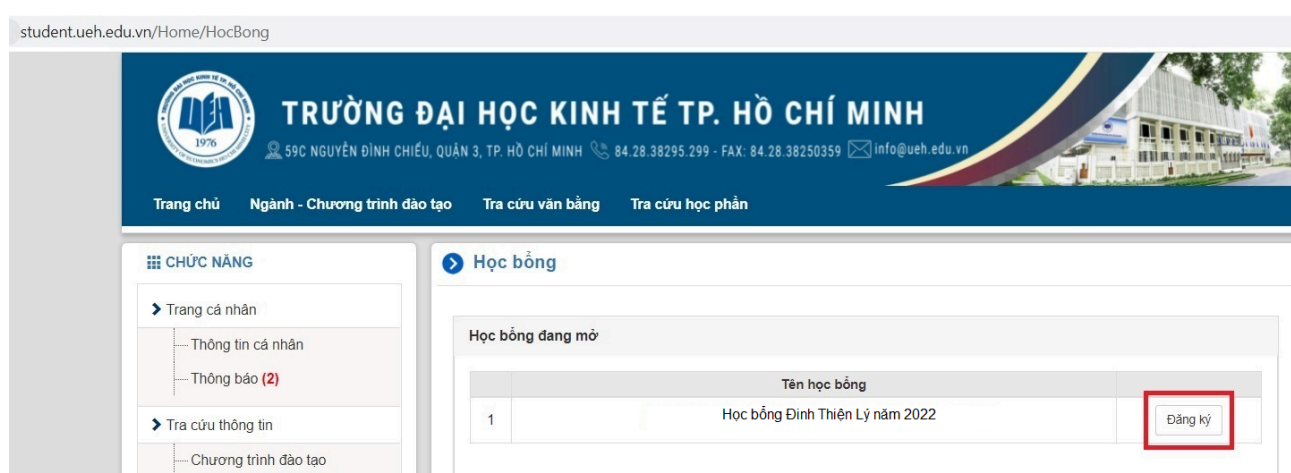 student.ueh.edu.vn/Home/HocBong
TRƯỜNG ĐẠI HỌC KINH TẾ TP. HỒ CHÍ MINH
1976
59C NGUYỄN ĐÌNH CHIỂU, QUẬN 3, TP. HỒ CHÍ MINH 84.28.38295.299 - FAX: 84.28.38250359 info@ueh.edu.vn
Trang chủ Ngành - Chương trình đào tạo Tra cứu văn bằng Tra cứu học phần
CHỨC NĂNG
Trang cá nhân
Thông tin cá nhân
Thông báo (2)
Tra cứu thông tin
Chương trình đào tạo
Học bổng
Học bổng đang mở
Tên học bổng
1 Học bổng Đinh Thiện Lý năm 2022 Đăng ký